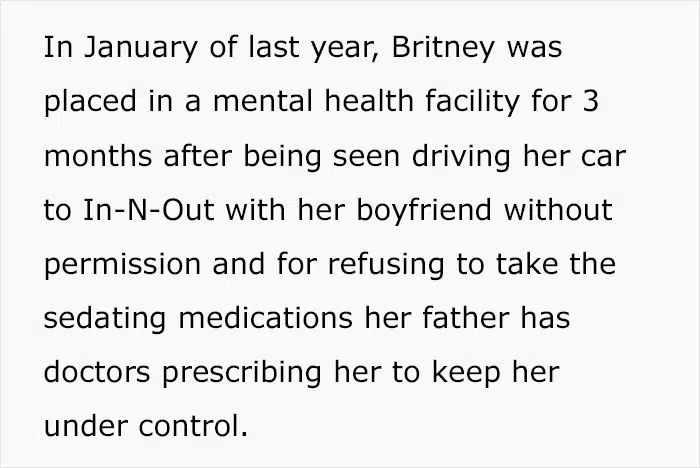 In January of last year, Britney was
placed in a mental health facility for 3
months after being seen driving her car
to In-N-Out with her boyfriend without
permission and for refusing to take the
sedating medications her father has
doctors prescribing her to keep her
under control.